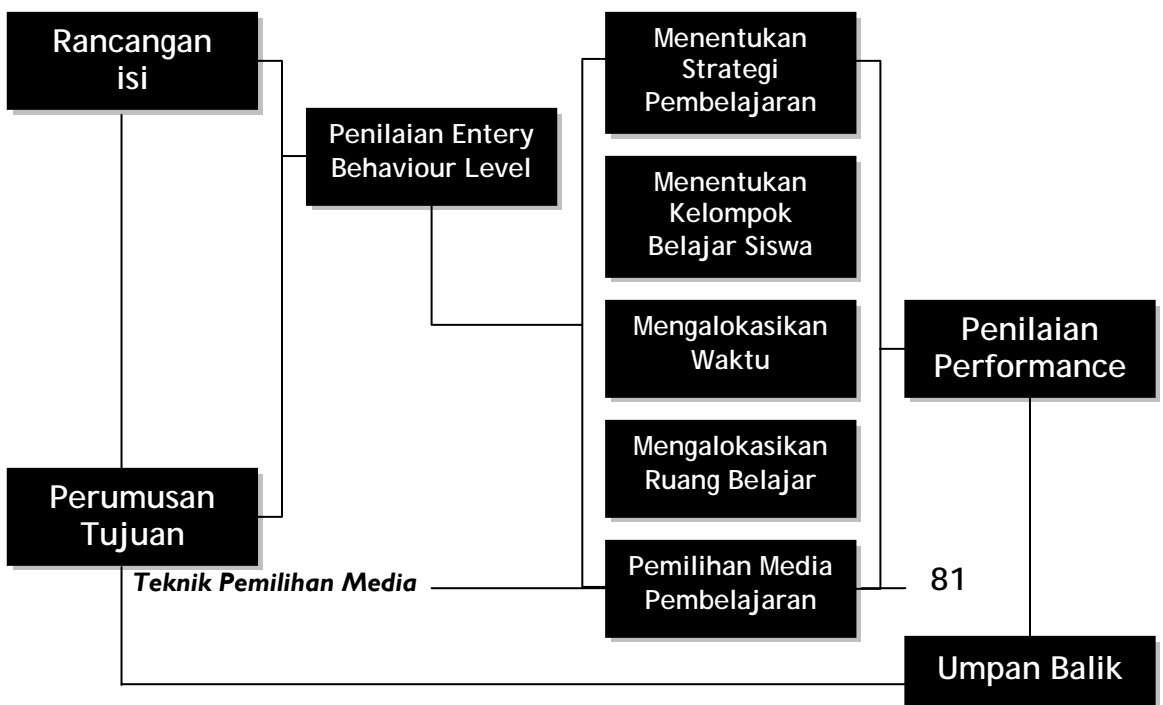 Rancangan
isi
Perumusan
Tujuan
Penilaian Entery
Behaviour Level
Menentukan
Strategi
Pembelajaran
Menentukan
Kelompok
Belajar Siswa
Mengalokasikan
Waktu
Mengalokasikan
Ruang Belajar
Pemilihan Media
Pembelajaran
Penilaian
Performance
Umpan Balik
Teknik Pemilihan Media
81